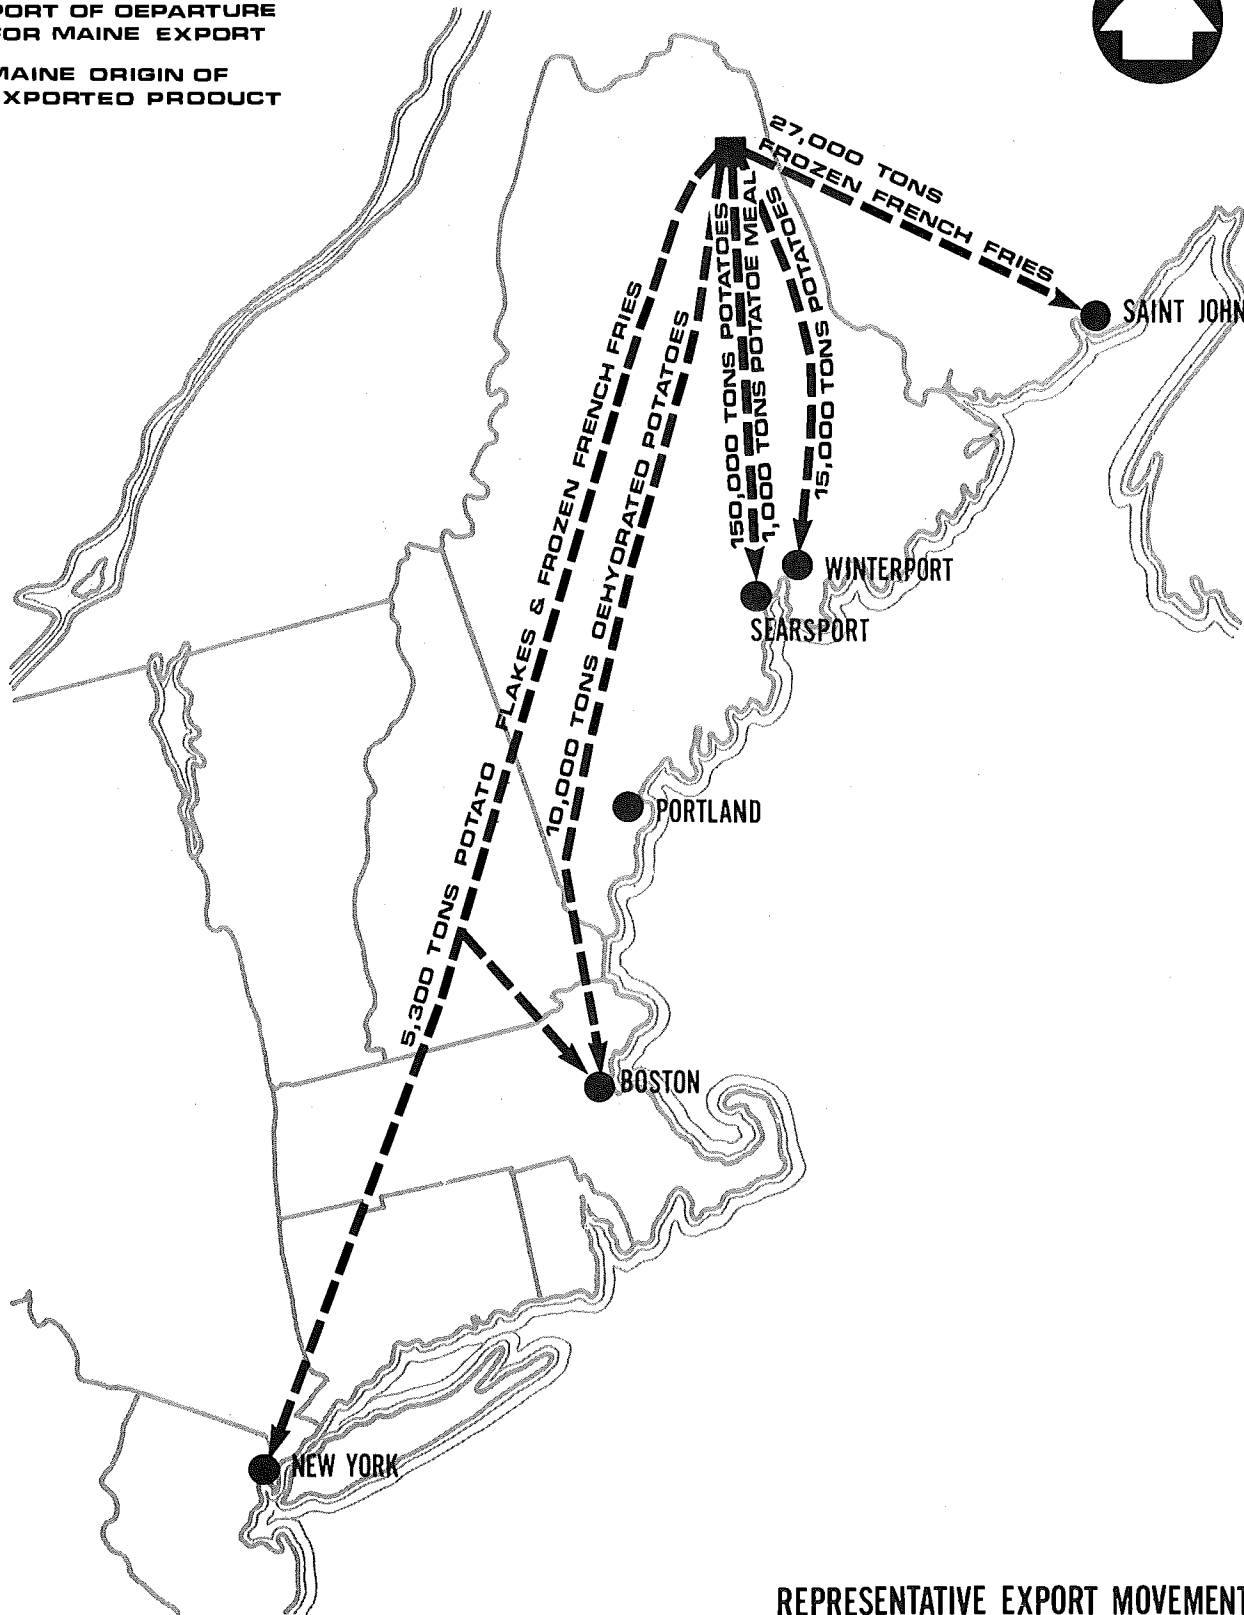 PORT OF DEPARTURE
FOR MAINE EXPORT
MAINE ORIGIN OF
EXPORTED PRODUCT
27,000 TONS
FROZEN FRENCH FRIES
SAINT JOHN
15,000 TONS POTATOES
150,000 TONS POTATOES
1,000 TONS POTATOE MEAL
10,000 TONS DEHYDRATED POTATOES
5,300 TONS POTATO FLAKES & FROZEN FRENCH FRIES
WINTERPORT
SEARSPORT
PORTLAND
BOSTON
NEW YORK
REPRESENTATIVE EXPORT MOVEMENT